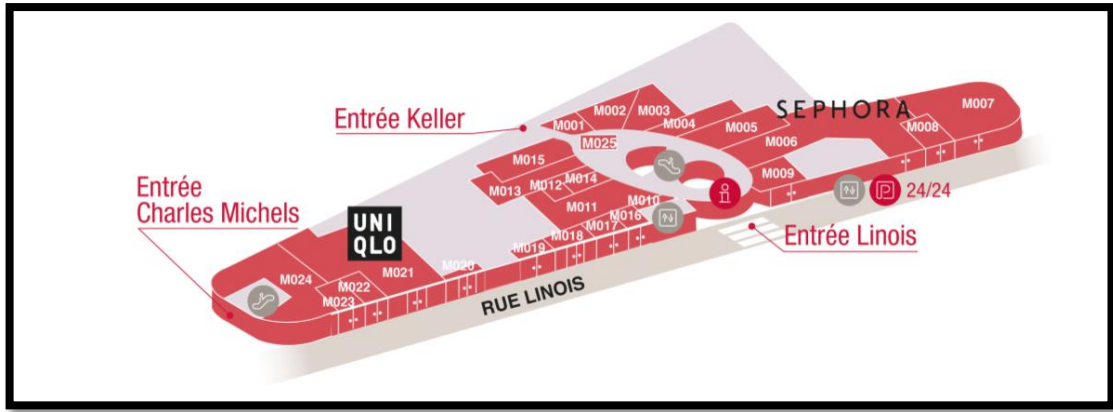 Entrée Keller
Entrée
Charles Michels
Entrée Linois
RUE LINOIS
SEPHORA
UNI
QLO
24/24
P
i
M001
M002
M003
M004
M005
M006
M007
M008
M009
M010
M011
M012
M013
M014
M015
M016
M017
M018
M019
M020
M021
M022
M023
M024
M025